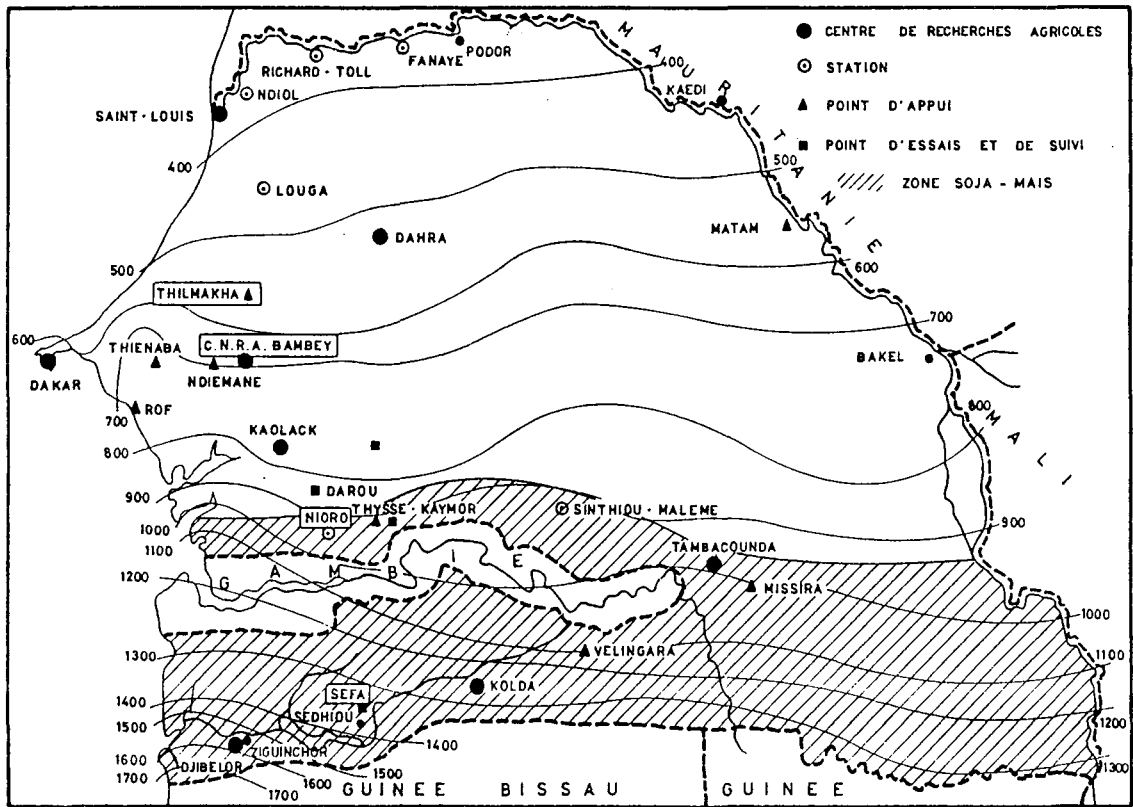 CENTRE DE RECHERCHES AGRICOLES
STATION
POINT D'APPUI
POINT D'ESSAIS ET DE SUIVI
ZONE SOJA - MAIS
MAURITANIE
PODOR
FANAYE
RICHARD - TOLL
NDIOL
SAINT - LOUIS
400
KAEDI
400
500
LOUGA
MATAM
DAHRA
500
600
THILMAKHA
700
600
THIENABA
C.N.R.A. BAMBEY
BAKEL
DAKAR
NDIEMANE
ROF
700
800
MALI
KAOLACK
800
DAROU
900
THYSSE - KAYMOR
SINTHIOU - MALEME
NIORO
900
1000
1100
TAMBACOUNDA
GAMBIE
1200
MISSIRA
1000
VELINGARA
1100
1300
KOLDA
SEFA
1400
SEDHIOU
1200
1500
1400
ZIGUINCHOR
1600
DJIBELOR
1500
1300
1700
1600
1700
GUINEE BISSAU
GUINEE